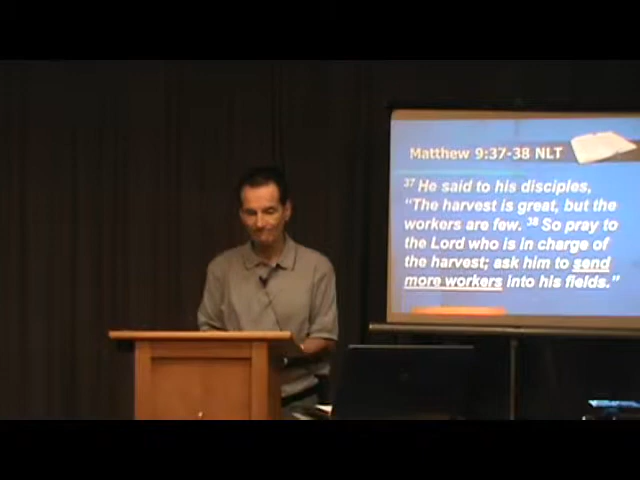 Matthew 9:37-38 NLT
37 He said to his disciples,
“The harvest is great, but the
workers are few. 38 So pray to
the Lord who is in charge of
the harvest; ask him to send
more workers into his fields.”